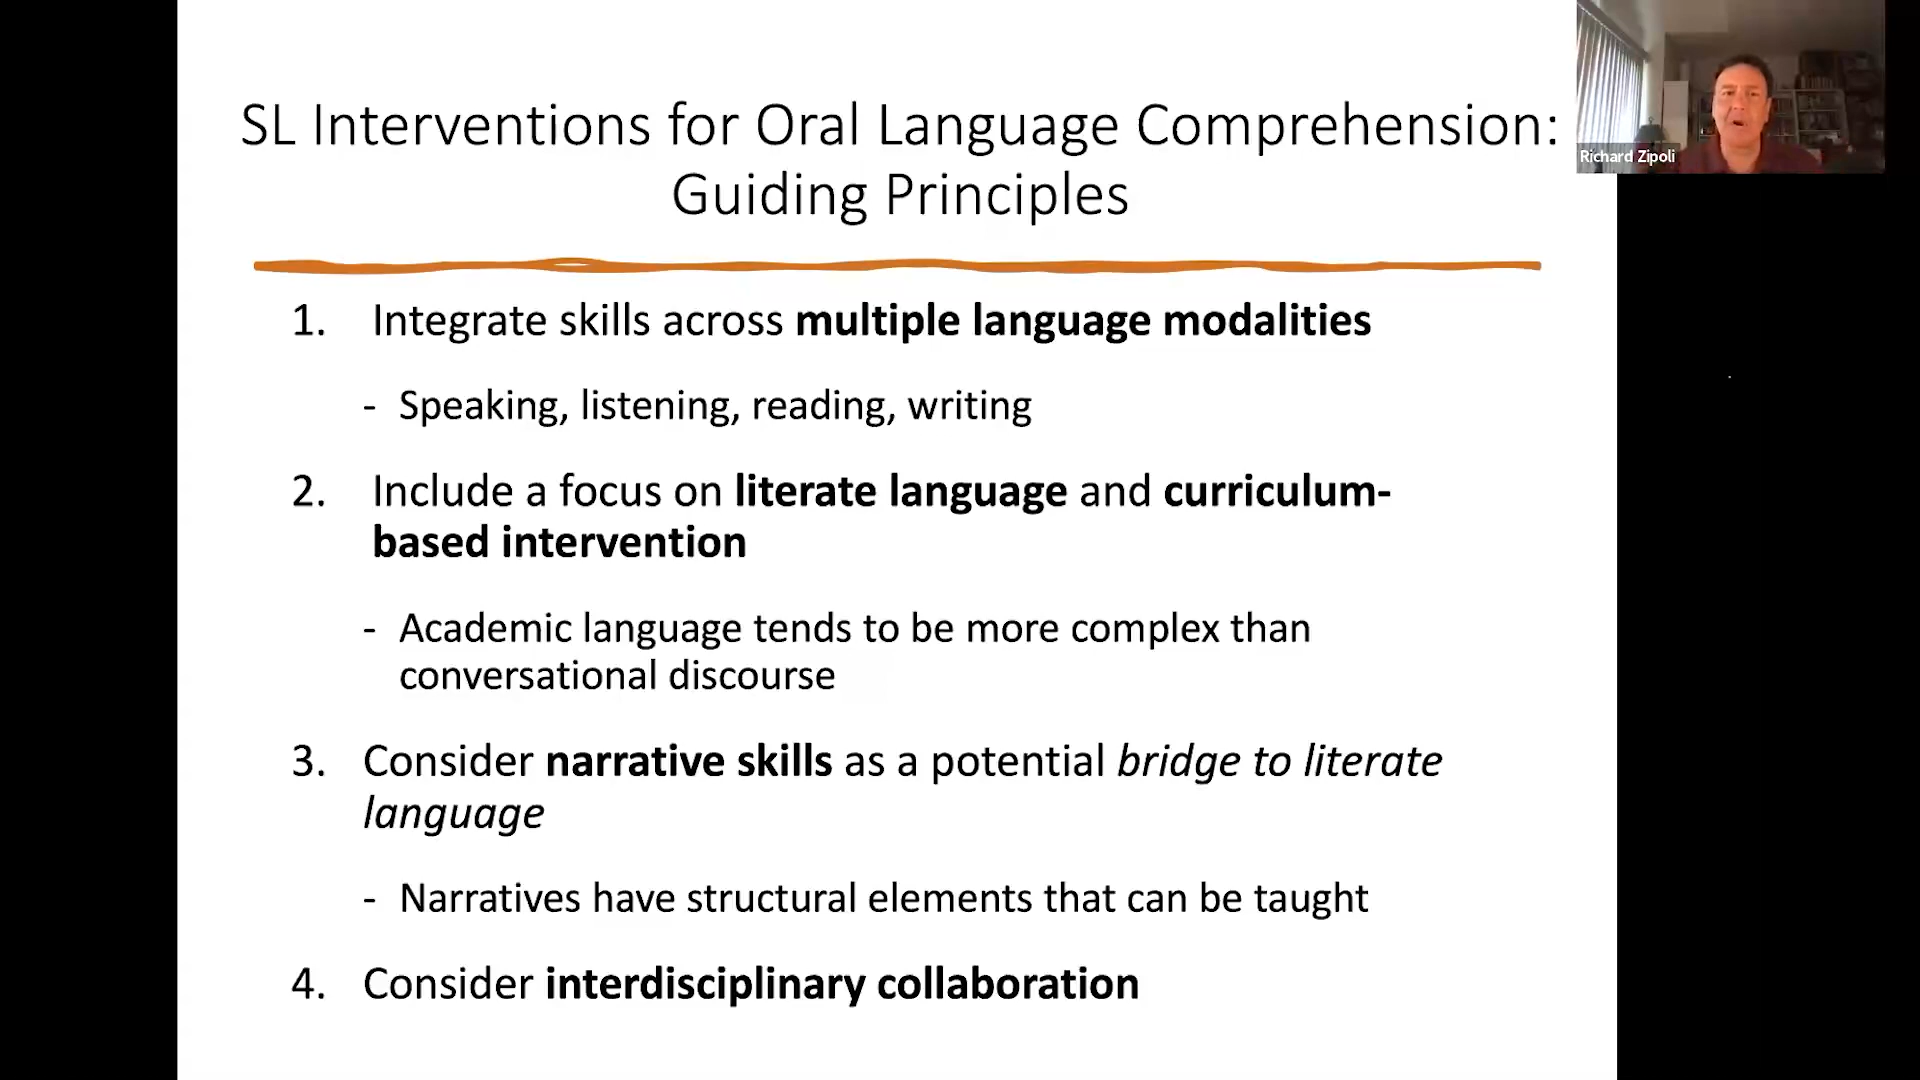 SL Interventions for Oral Language Comprehension:
Guiding Principles
Richard Zipoli
1. Integrate skills across multiple language modalities
- Speaking, listening, reading, writing
2. Include a focus on literate language and curriculum-
based intervention
- Academic language tends to be more complex than
conversational discourse
3. Consider narrative skills as a potential bridge to literate
language
- Narratives have structural elements that can be taught
4. Consider interdisciplinary collaboration